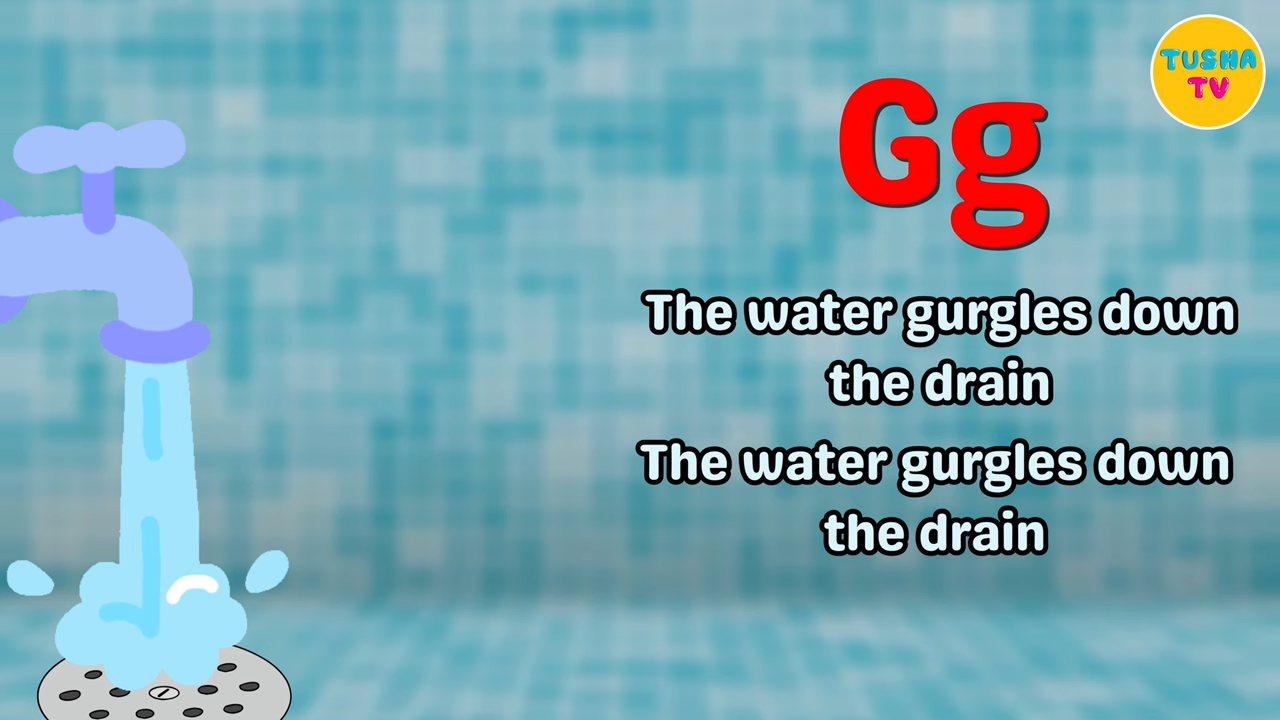 TUSHA
TV
Gg
The water gurgles down
the drain
The water gurgles down
the drain